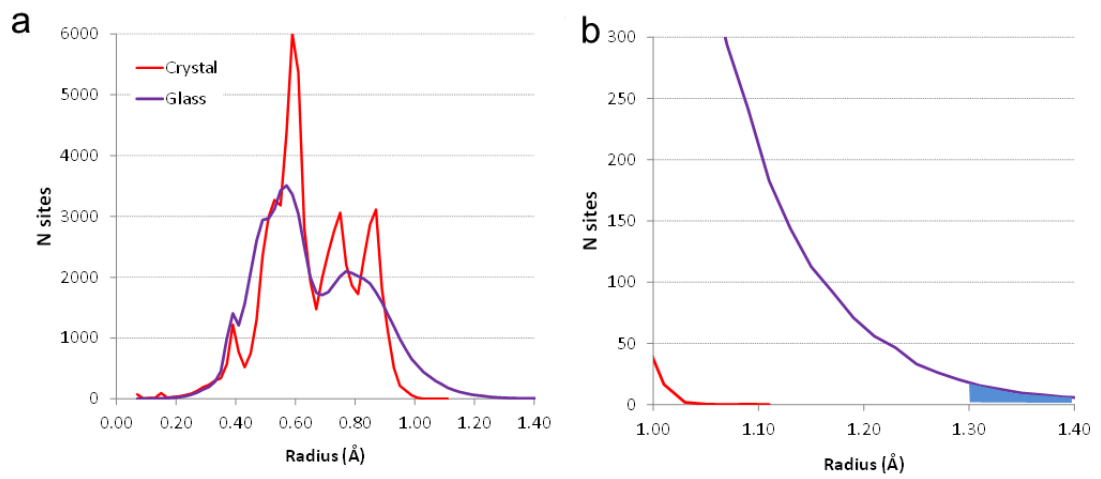 a
6000
5000
4000
3000
2000
1000
0
N sites
Crystal
Glass
0.00 0.20 0.40 0.60 0.80 1.00 1.20 1.40
Radius (Å)
b
300
250
200
150
100
50
0
N sites
1.00 1.10 1.20 1.30 1.40
Radius (Å)